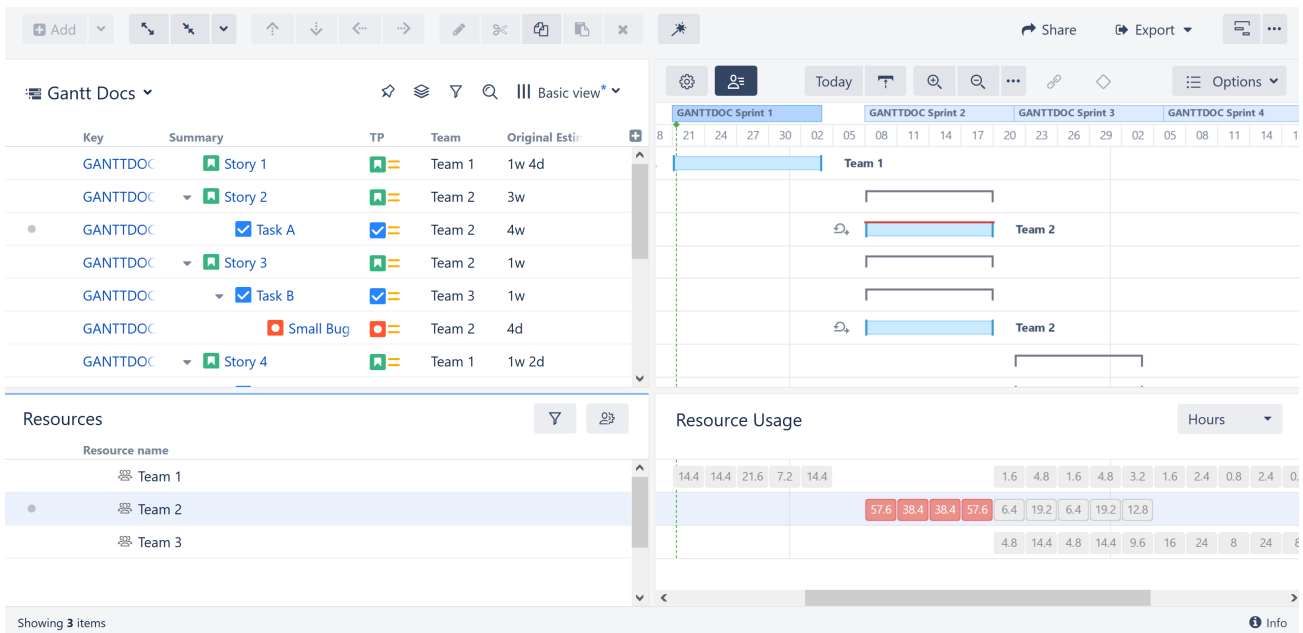 Add
Share
Export
Gantt Docs
Basic view*
Today
Options
GANTTDOC Sprint 1 GANTTDOC Sprint 2 GANTTDOC Sprint 3 GANTTDOC Sprint 4
Key Summary TP Team Original Estim
8 21 24 27 30 02 05 08 11 14 17 20 23 26 29 02 05 08 11 14 1
GANTTDOC Story 1 Team 1 1w 4d Team 1
GANTTDOC Story 2 Team 2 3w
GANTTDOC Task A Team 2 4w Team 2
GANTTDOC Story 3 Team 2 1w
GANTTDOC Task B Team 3 1w
GANTTDOC Small Bug Team 2 4d Team 2
GANTTDOC Story 4 Team 1 1w 2d
Resources
Resource Usage
Hours
Resource name
Team 1 14.4 14.4 21.6 7.2 14.4 1.6 4.8 1.6 4.8 3.2 1.6 2.4 0.8 2.4 0.
Team 2 57.6 38.4 38.4 57.6 6.4 19.2 6.4 19.2 12.8
Team 3 4.8 14.4 4.8 14.4 9.6 16 24 8 24 8
Showing 3 items
Info